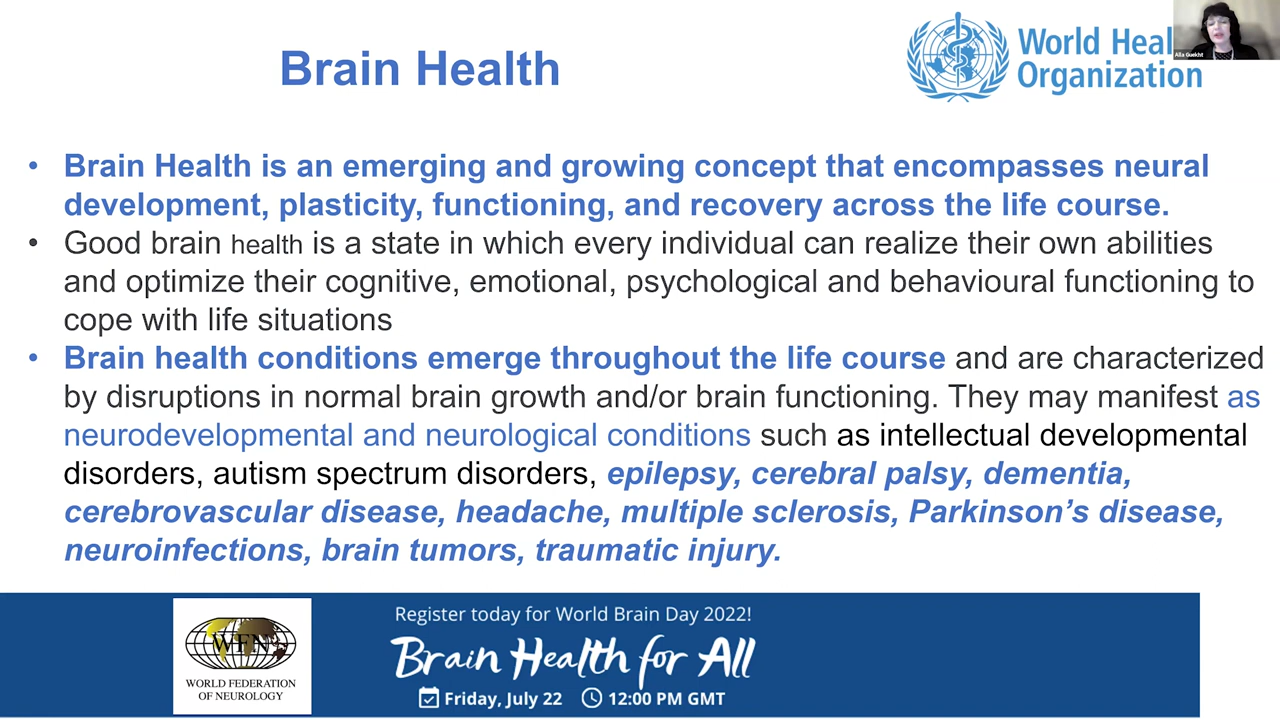 Brain Health
World Heal
Organization
Alla Guekht
• Brain Health is an emerging and growing concept that encompasses neural
development, plasticity, functioning, and recovery across the life course.
• Good brain health is a state in which every individual can realize their own abilities
and optimize their cognitive, emotional, psychological and behavioural functioning to
cope with life situations
• Brain health conditions emerge throughout the life course and are characterized
by disruptions in normal brain growth and/or brain functioning. They may manifest as
neurodevelopmental and neurological conditions such as intellectual developmental
disorders, autism spectrum disorders, epilepsy, cerebral palsy, dementia,
cerebrovascular disease, headache, multiple sclerosis, Parkinson’s disease,
neuroinfections, brain tumors, traumatic injury.
WFN
WORLD FEDERATION
OF NEUROLOGY
Register today for World Brain Day 2022!
Brain Health for All
Friday, July 22 12:00 PM GMT